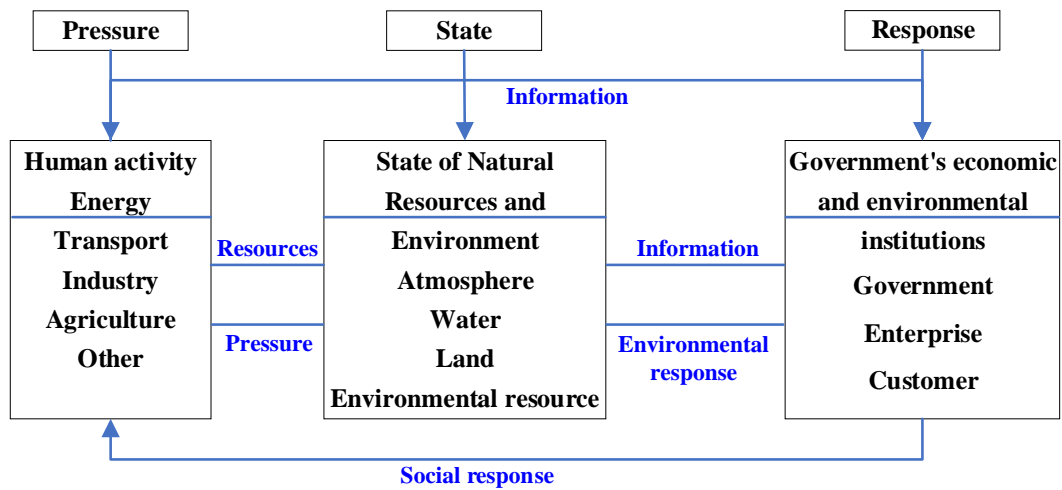 Pressure
State
Response
Information
Human activity
Energy
Transport
Industry
Agriculture
Other
Resources
Pressure
State of Natural
Resources and
Environment
Atmosphere
Water
Land
Environmental resource
Information
Environmental
response
Government's economic
and environmental
institutions
Government
Enterprise
Customer
Social response